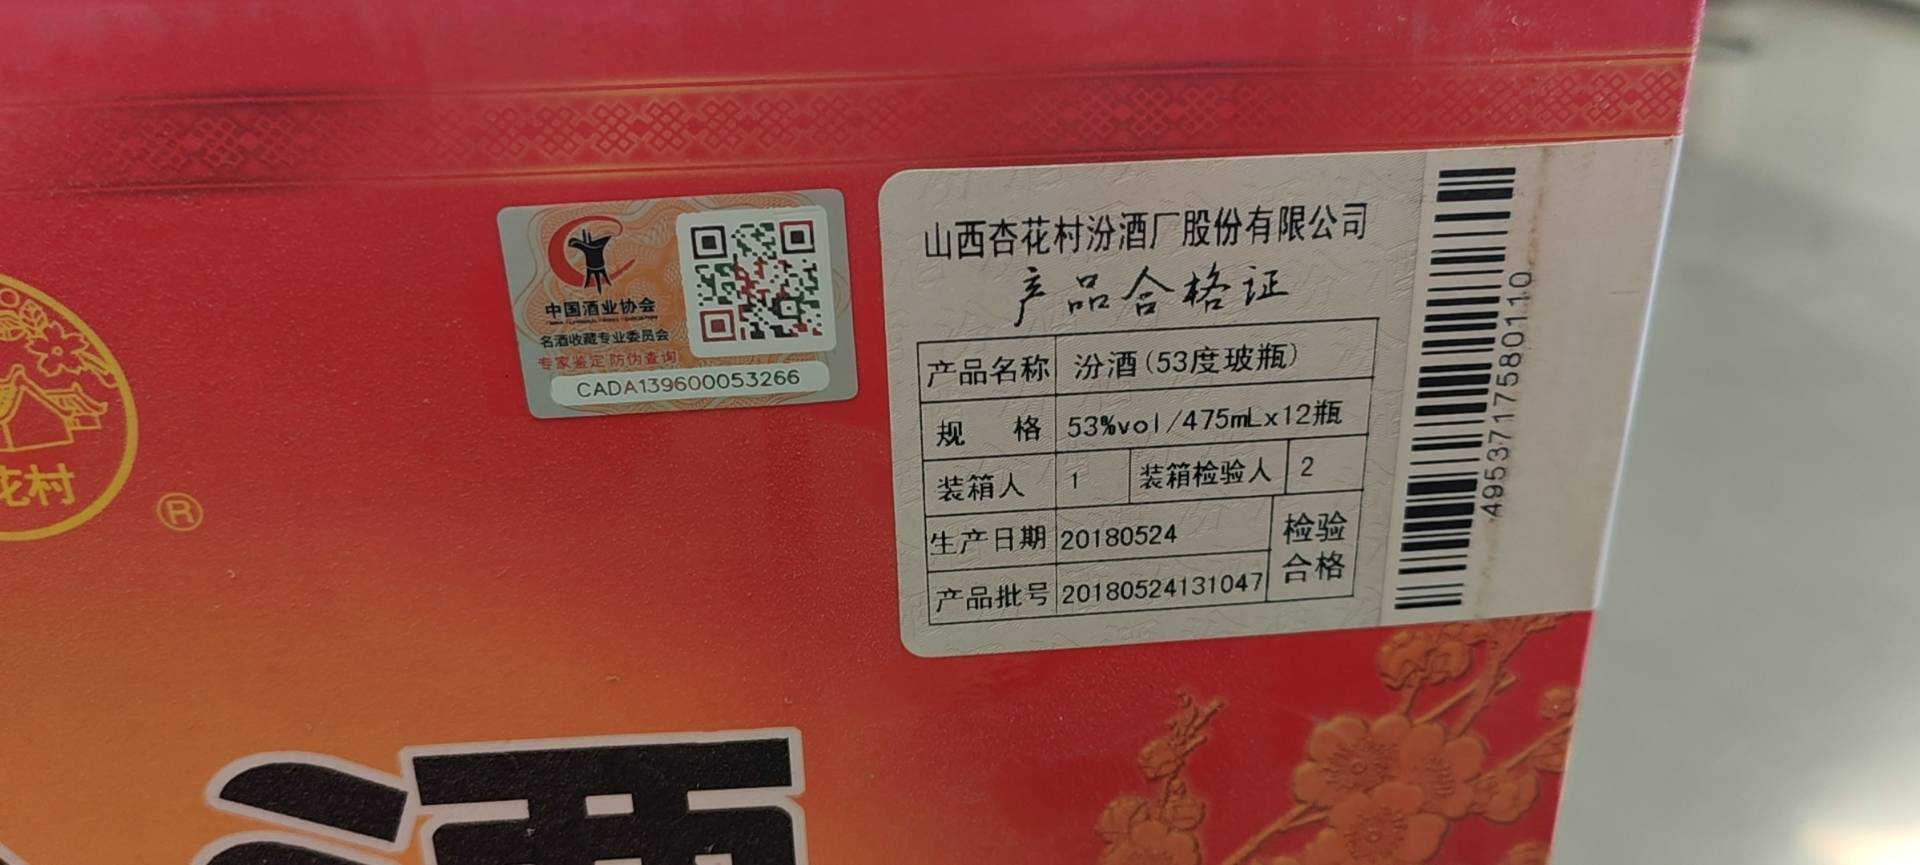 花村
®
中国酒业协会
名酒收藏专业委员会
专家鉴定 防伪查询
CADA139600053266
山西杏花村汾酒厂股份有限公司
产品合格证
产品名称 汾酒(53度玻瓶)
规 格 53%vol/475mLx12瓶
装箱人 1 装箱检验人 2
生产日期 20180524
产品批号 20180524131047
检验
合格
4953717580110
酒